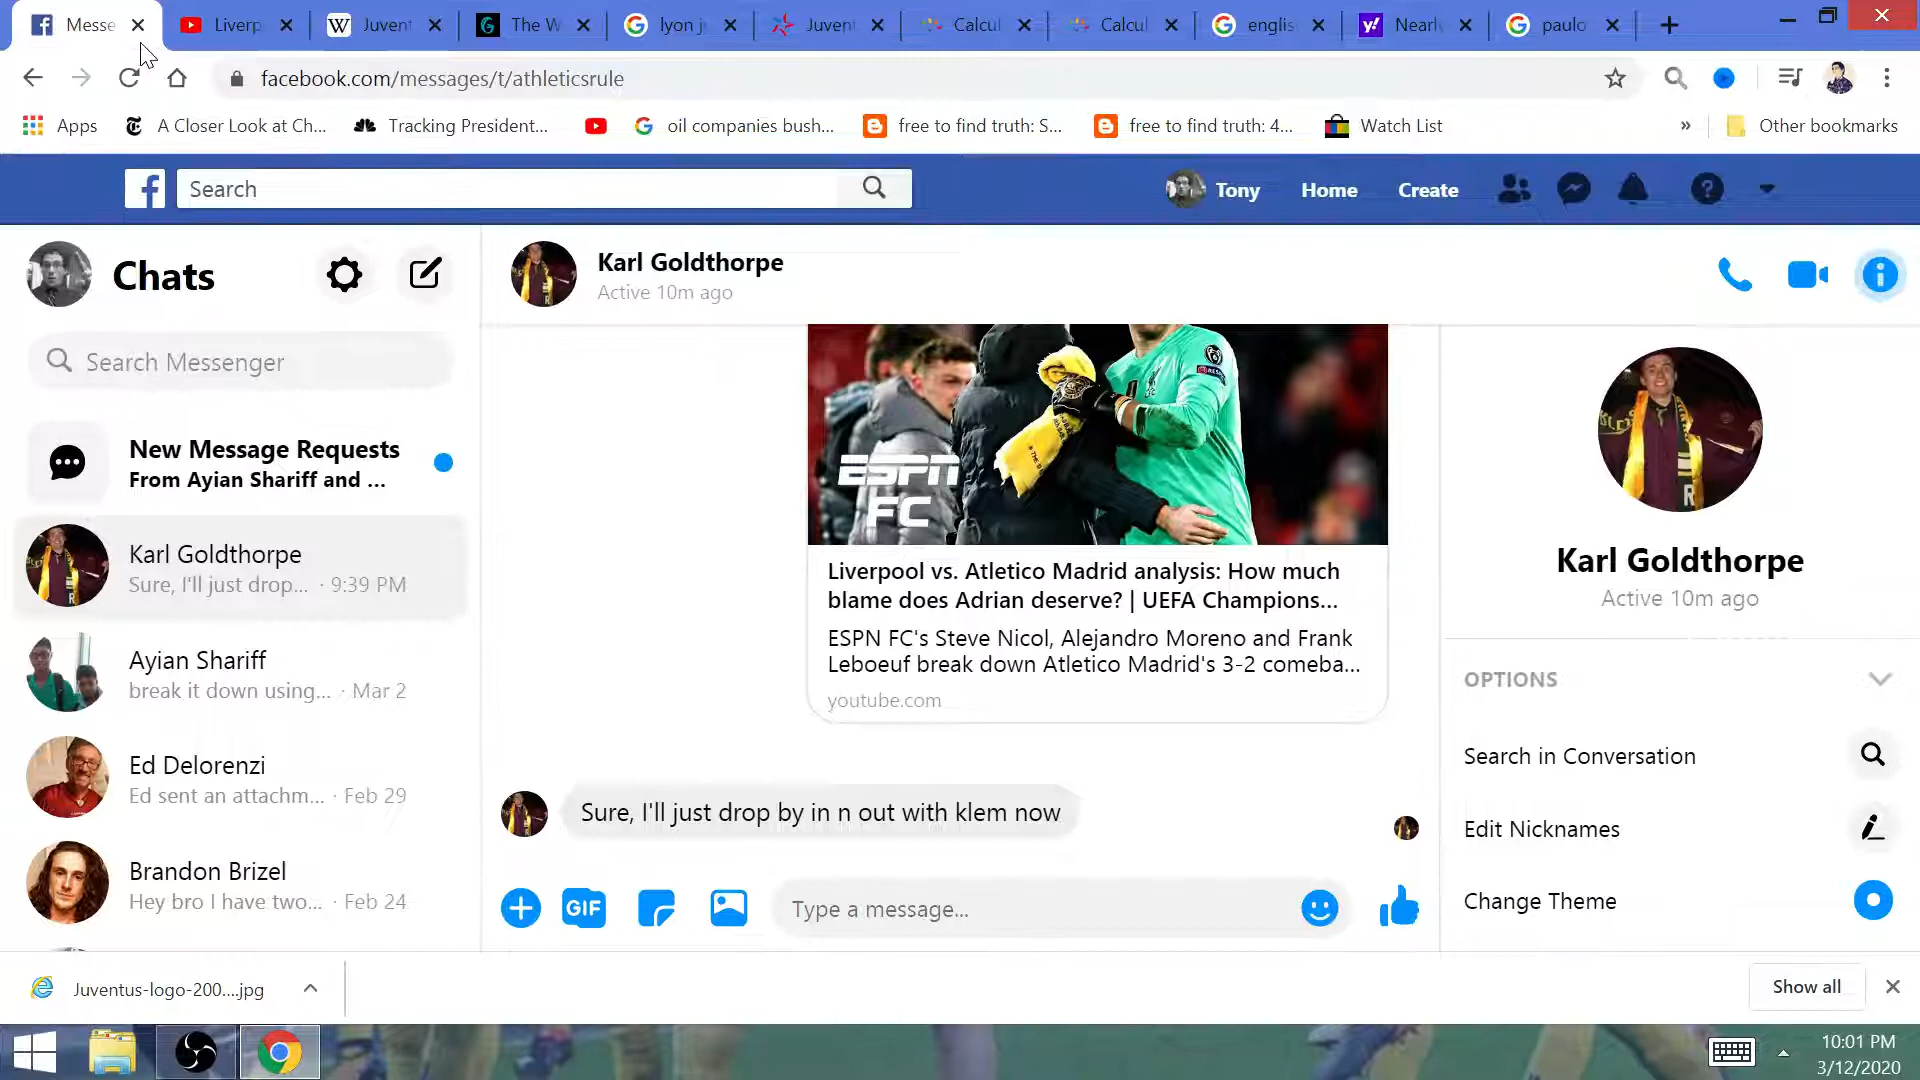 Messe
Liverp
Juvent
The W
lyon j
Juvent
Calcul
Calcul
englis
Nearly
paulo
facebook.com/messages/t/athleticsrule
Apps
A Closer Look at Ch...
Tracking President...
oil companies bush...
free to find truth: S...
free to find truth: 4...
Watch List
»
Other bookmarks
Search
Tony
Home
Create
Chats
Karl Goldthorpe
Active 10m ago
Search Messenger
New Message Requests
From Ayian Shariff and ...
Karl Goldthorpe
Sure, I'll just drop... · 9:39 PM
Ayian Shariff
break it down using... · Mar 2
Ed Delorenzi
Ed sent an attachm... · Feb 29
Brandon Brizel
Hey bro I have two... · Feb 24
ESPN
FC
Liverpool vs. Atletico Madrid analysis: How much
blame does Adrian deserve? | UEFA Champions...
ESPN FC's Steve Nicol, Alejandro Moreno and Frank
Leboeuf break down Atletico Madrid's 3-2 comeba...
youtube.com
Sure, I'll just drop by in n out with klem now
GIF
Type a message...
Karl Goldthorpe
Active 10m ago
OPTIONS
Search in Conversation
Edit Nicknames
Change Theme
Juventus-logo-200....jpg
Show all
10:01 PM
3/12/2020